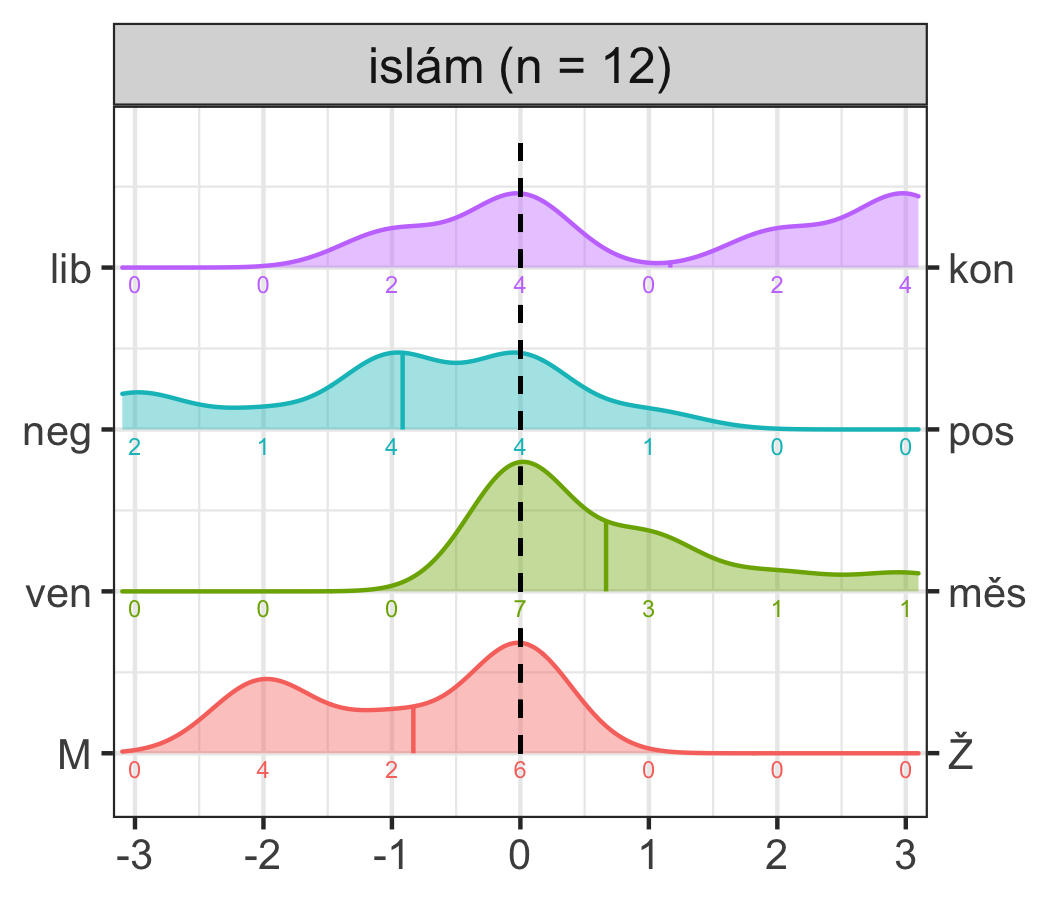 islám (n = 12)
lib kon
0 0 2 4 0 2 4
neg pos
2 1 4 4 1 0 0
ven měs
0 0 0 7 3 1 1
M Ž
0 4 2 6 0 0 0
-3 -2 -1 0 1 2 3